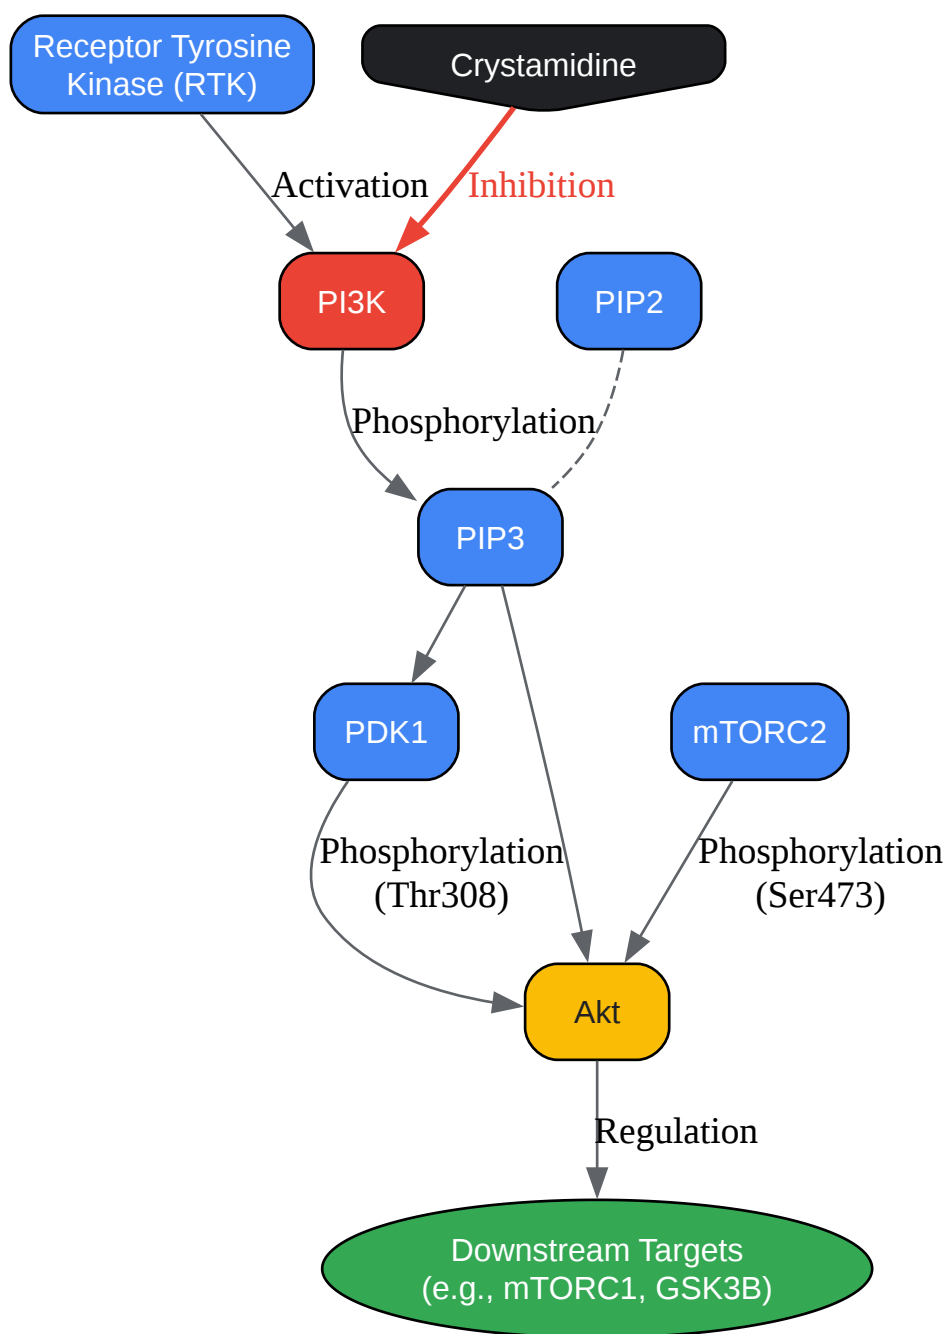 Receptor Tyrosine
Kinase (RTK)
Crystamidine
Activation
Inhibition
PI3K
PIP2
Phosphorylation
PIP3
PDK1
mTORC2
Phosphorylation
(Thr308)
Phosphorylation
(Ser473)
Akt
Regulation
Downstream Targets
(e.g., mTORC1, GSK3B)